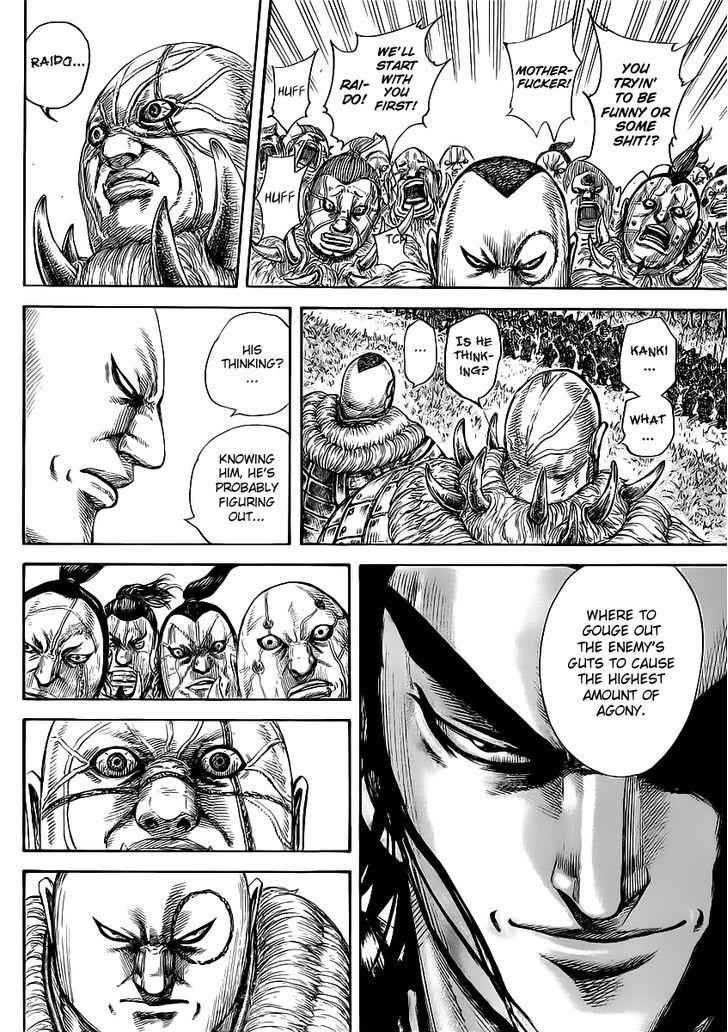 YOU
TRYIN'
TO BE
FUNNY OR
SOME
SHIT!?
MOTHER-
FUCKER!
WE'LL
START
WITH
YOU
FIRST!
RAI-
DO!
HUFF
HUFF
TCH
RAIDO...
KANKI
...
WHAT
...
IS HE
THINK-
ING?
...
HIS
THINKING?
...
KNOWING
HIM, HE'S
PROBABLY
FIGURING
OUT...
WHERE TO
GOUGE OUT
THE ENEMY'S
GUTS TO CAUSE
THE HIGHEST
AMOUNT OF
AGONY.